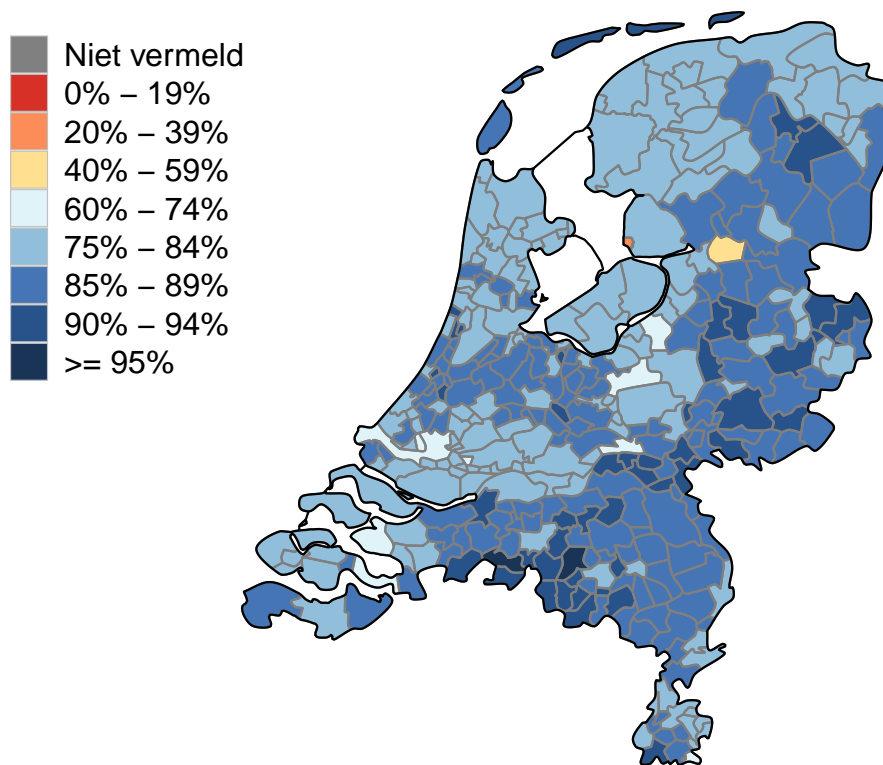 Niet vermeld
0% – 19%
20% – 39%
40% – 59%
60% – 74%
75% – 84%
85% – 89%
90% – 94%
>= 95%